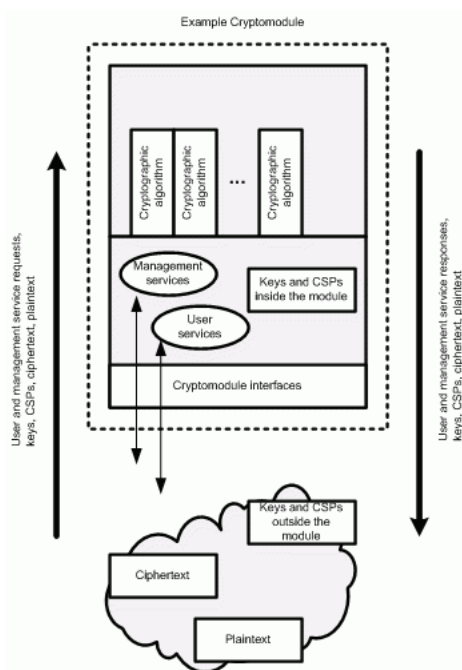 Example Cryptomodule
Cryptographic
algorithm
Cryptographic
algorithm
...
Cryptographic
algorithm
Management
services
Keys and CSPs
inside the module
User
services
Cryptomodule interfaces
User and management service requests,
keys, CSPs, ciphertext, plaintext
User and management service responses,
keys, CSPs, ciphertext, plaintext
Keys and CSPs
outside the
module
Ciphertext
Plaintext